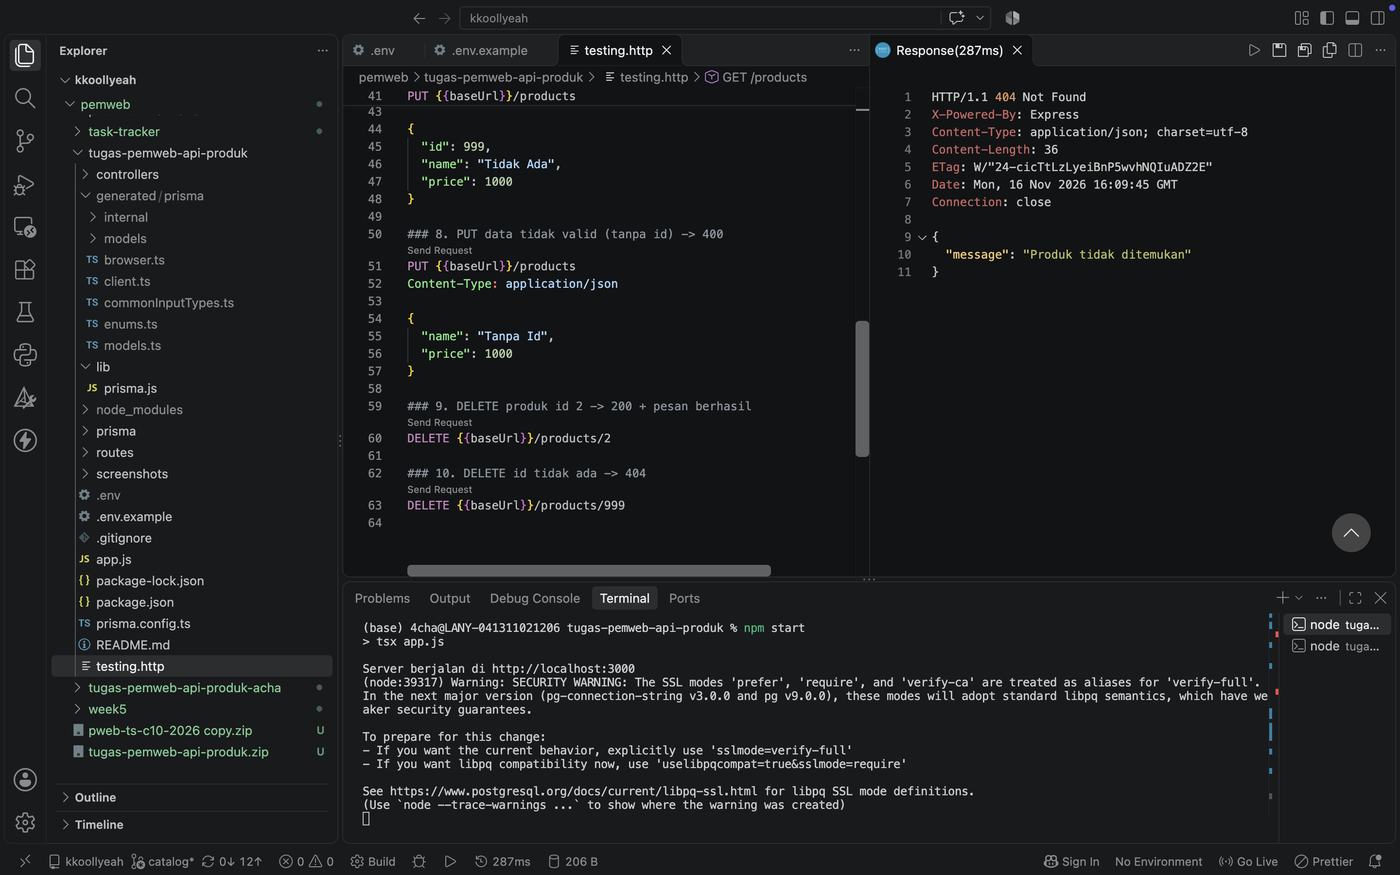 kkoollyeah
Explorer
kkoollyeah
pemweb
task-tracker
tugas-pemweb-api-produk
controllers
generated / prisma
internal
models
TS browser.ts
TS client.ts
TS commonInputTypes.ts
TS enums.ts
TS models.ts
lib
JS prisma.js
node_modules
prisma
routes
screenshots
.env
.env.example
.gitignore
JS app.js
{} package-lock.json
{} package.json
TS prisma.config.ts
README.md
testing.http
tugas-pemweb-api-produk-acha
week5
pweb-ts-c10-2026 copy.zip U
tugas-pemweb-api-produk.zip U
Outline
Timeline
.env
.env.example
testing.http
pemweb > tugas-pemweb-api-produk > testing.http > GET /products
41 PUT {{baseUrl}}/products
43
44 {
45 "id": 999,
46 "name": "Tidak Ada",
47 "price": 1000
48 }
49
50 ### 8. PUT data tidak valid (tanpa id) -> 400
Send Request
51 PUT {{baseUrl}}/products
52 Content-Type: application/json
53
54 {
55 "name": "Tanpa Id",
56 "price": 1000
57 }
58
59 ### 9. DELETE produk id 2 -> 200 + pesan berhasil
Send Request
60 DELETE {{baseUrl}}/products/2
61
62 ### 10. DELETE id tidak ada -> 404
Send Request
63 DELETE {{baseUrl}}/products/999
64
Response(287ms)
1 HTTP/1.1 404 Not Found
2 X-Powered-By: Express
3 Content-Type: application/json; charset=utf-8
4 Content-Length: 36
5 ETag: W/"24-cicTtLzLyeiBnP5wvhNQIuADZ2E"
6 Date: Mon, 16 Nov 2026 16:09:45 GMT
7 Connection: close
8
9 {
10 "message": "Produk tidak ditemukan"
11 }
Problems Output Debug Console Terminal Ports
(base) 4cha@LANY-041311021206 tugas-pemweb-api-produk % npm start
> tsx app.js
Server berjalan di http://localhost:3000
(node:39317) Warning: SECURITY WARNING: The SSL modes 'prefer', 'require', and 'verify-ca' are treated as aliases for 'verify-full'.
In the next major version (pg-connection-string v3.0.0 and pg v9.0.0), these modes will adopt standard libpq semantics, which have we
aker security guarantees.
To prepare for this change:
- If you want the current behavior, explicitly use 'sslmode=verify-full'
- If you want libpq compatibility now, use 'uselibpqcompat=true&sslmode=require'
See https://www.postgresql.org/docs/current/libpq-ssl.html for libpq SSL mode definitions.
(Use `node --trace-warnings ...` to show where the warning was created)
node tuga...
node tuga...
kkoollyeah catalog* 0↓ 12↑ 0 0 Build 287ms 206 B Sign In No Environment Go Live Prettier